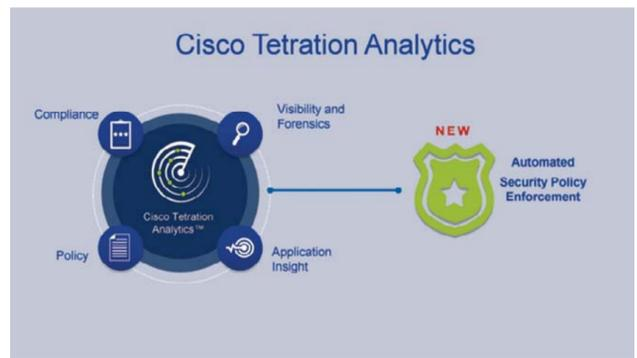 Cisco Tetration Analytics
Compliance
Visibility and
Forensics
Cisco Tetration
Analytics™
Policy
Application
Insight
NEW
Automated
Security Policy
Enforcement